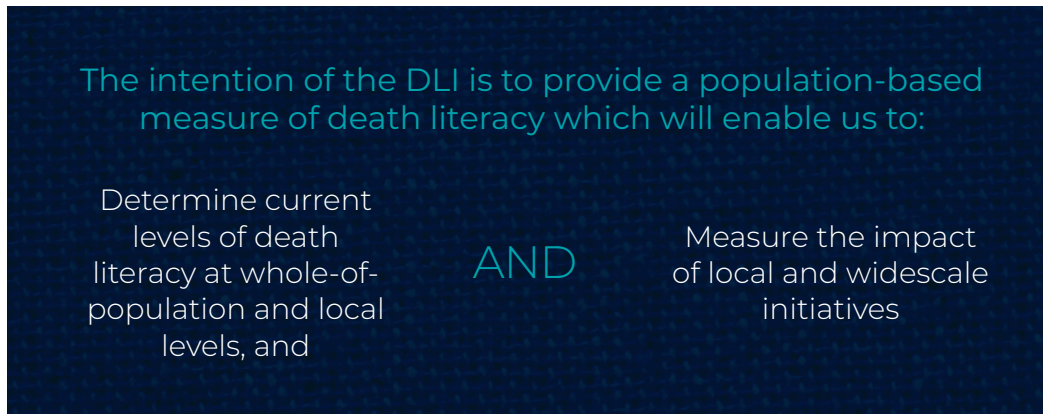 The intention of the DLI is to provide a population-based
measure of death literacy which will enable us to:
Determine current
levels of death
literacy at whole-of-
population and local
levels, and
AND
Measure the impact
of local and widescale
initiatives